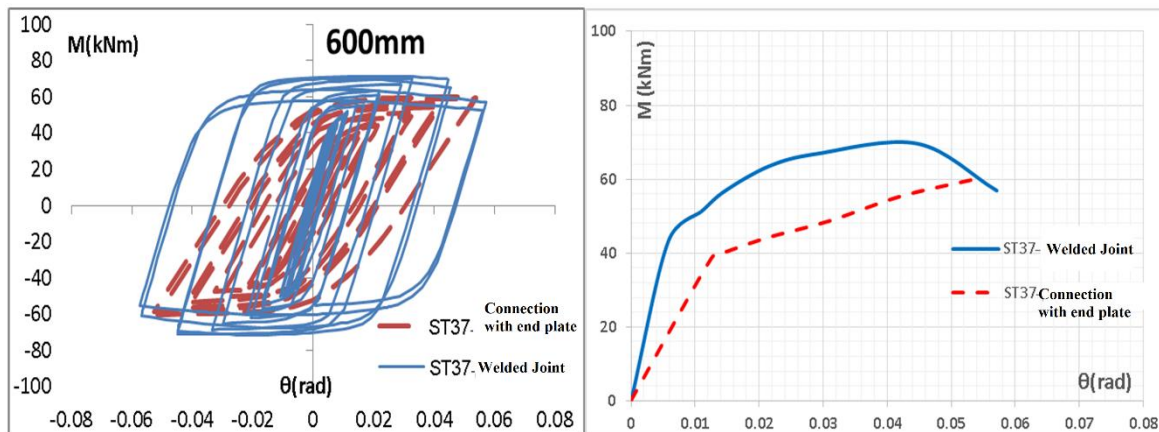 100
80
60
40
20
0
-20
-40
-60
-80
-100
M(kNm)
600mm
ST37- Connection
with end plate
ST37- Welded Joint
θ(rad)
-0.08 -0.06 -0.04 -0.02 0 0.02 0.04 0.06 0.08
100
80
60
40
20
0
M (kNm)
ST37- Welded Joint
ST37- Connection
with end plate
θ(rad)
0 0.01 0.02 0.03 0.04 0.05 0.06 0.07 0.08